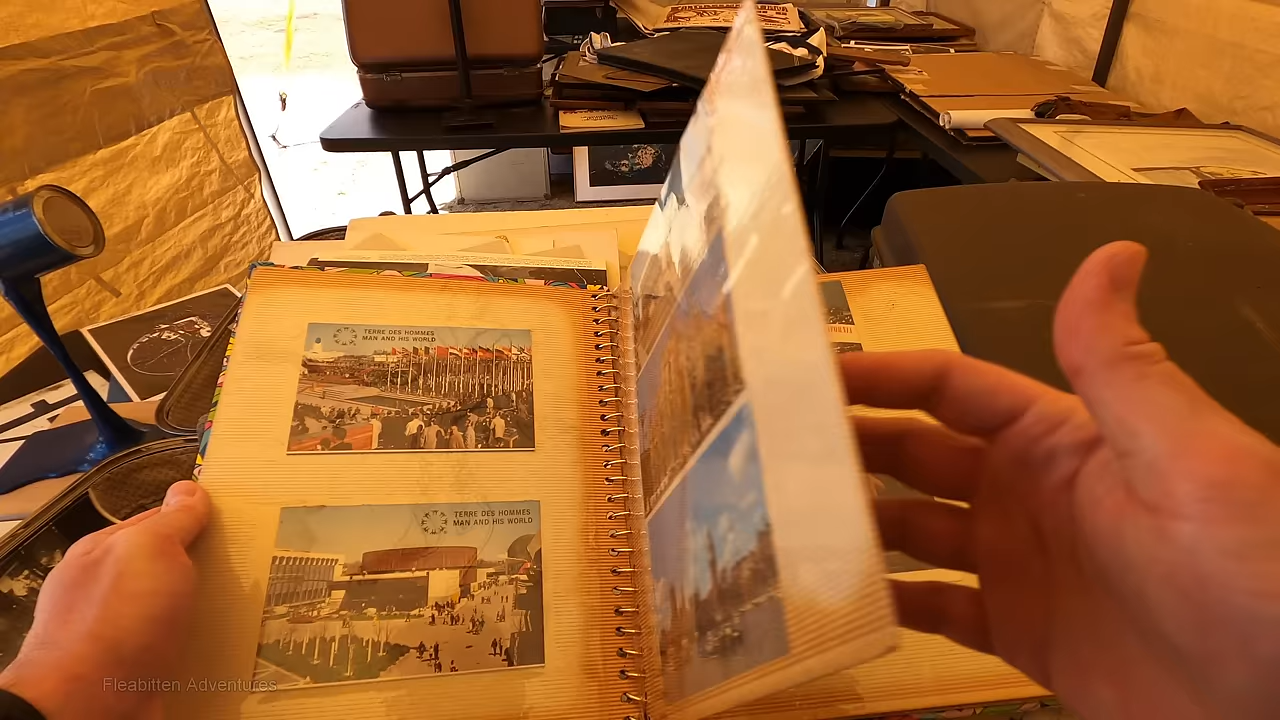 TERRE DES HOMMES
MAN AND HIS WORLD
TERRE DES HOMMES
MAN AND HIS WORLD
Fleabitten Adventures